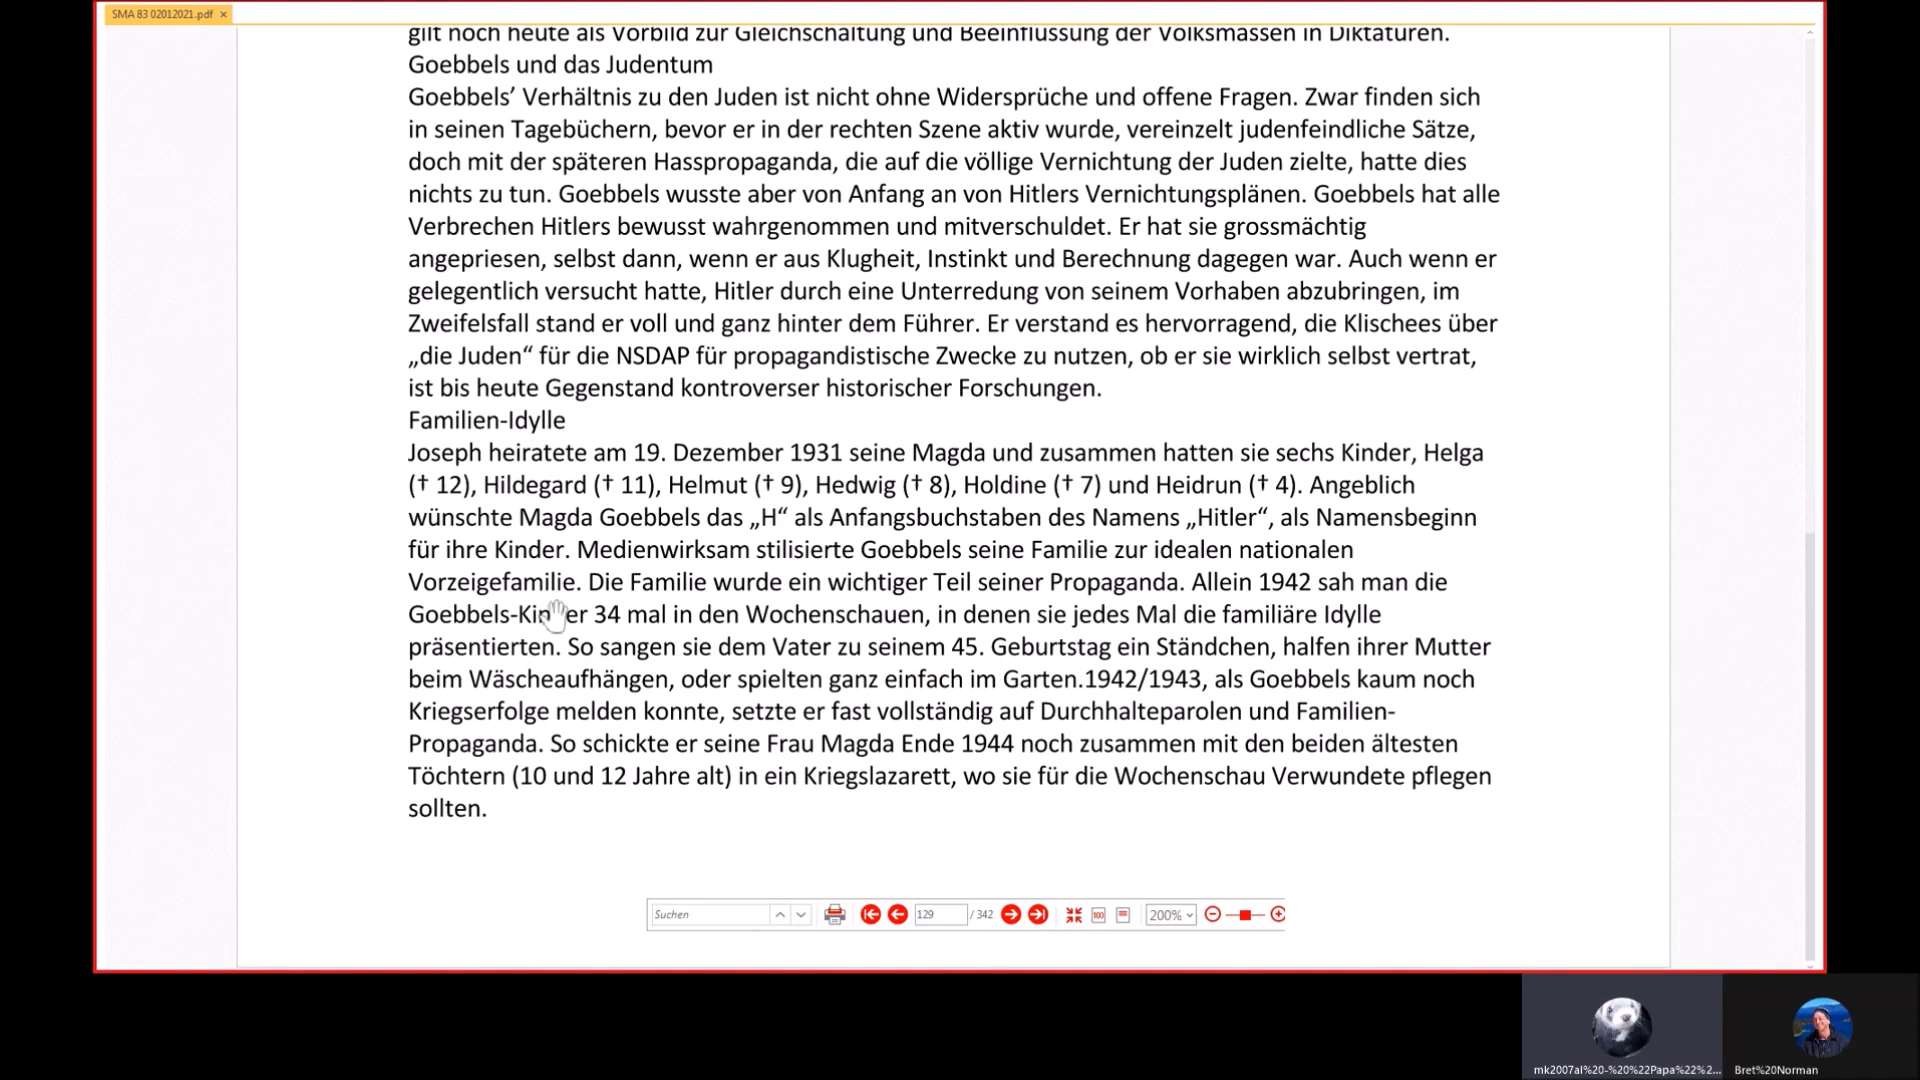 SMA 83 02012021.pdf ×
gilt noch heute als Vorbild zur Gleichschaltung und Beeinflussung der Volksmassen in Diktaturen.
Goebbels und das Judentum
Goebbels’ Verhältnis zu den Juden ist nicht ohne Widersprüche und offene Fragen. Zwar finden sich
in seinen Tagebüchern, bevor er in der rechten Szene aktiv wurde, vereinzelt judenfeindliche Sätze,
doch mit der späteren Hasspropaganda, die auf die völlige Vernichtung der Juden zielte, hatte dies
nichts zu tun. Goebbels wusste aber von Anfang an von Hitlers Vernichtungsplänen. Goebbels hat alle
Verbrechen Hitlers bewusst wahrgenommen und mitverschuldet. Er hat sie grossmächtig
angepriesen, selbst dann, wenn er aus Klugheit, Instinkt und Berechnung dagegen war. Auch wenn er
gelegentlich versucht hatte, Hitler durch eine Unterredung von seinem Vorhaben abzubringen, im
Zweifelsfall stand er voll und ganz hinter dem Führer. Er verstand es hervorragend, die Klischees über
„die Juden“ für die NSDAP für propagandistische Zwecke zu nutzen, ob er sie wirklich selbst vertrat,
ist bis heute Gegenstand kontroverser historischer Forschungen.
Familien-Idylle
Joseph heiratete am 19. Dezember 1931 seine Magda und zusammen hatten sie sechs Kinder, Helga
(† 12), Hildegard († 11), Helmut († 9), Hedwig († 8), Holdine († 7) und Heidrun († 4). Angeblich
wünschte Magda Goebbels das „H“ als Anfangsbuchstaben des Namens „Hitler“, als Namensbeginn
für ihre Kinder. Medienwirksam stilisierte Goebbels seine Familie zur idealen nationalen
Vorzeigefamilie. Die Familie wurde ein wichtiger Teil seiner Propaganda. Allein 1942 sah man die
Goebbels-Kinder 34 mal in den Wochenschauen, in denen sie jedes Mal die familiäre Idylle
präsentierten. So sangen sie dem Vater zu seinem 45. Geburtstag ein Ständchen, halfen ihrer Mutter
beim Wäscheaufhängen, oder spielten ganz einfach im Garten.1942/1943, als Goebbels kaum noch
Kriegserfolge melden konnte, setzte er fast vollständig auf Durchhalteparolen und Familien-
Propaganda. So schickte er seine Frau Magda Ende 1944 noch zusammen mit den beiden ältesten
Töchtern (10 und 12 Jahre alt) in ein Kriegslazarett, wo sie für die Wochenschau Verwundete pflegen
sollten.
Suchen 129 / 342 100 200%
mk2007al%20-%20%22Papa%22%2... Bret%20Norman